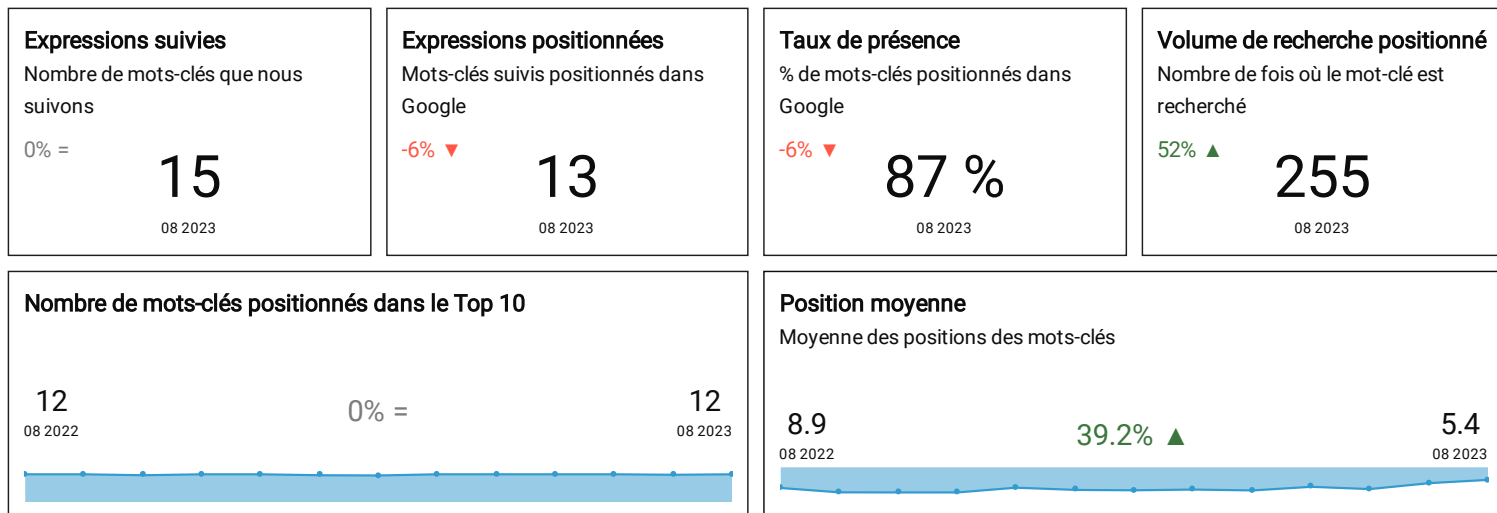 Expressions suivies
Nombre de mots-clés que nous
suivons
0% =
15
08 2023
Expressions positionnées
Mots-clés suivis positionnés dans
Google
-6% ▼
13
08 2023
Taux de présence
% de mots-clés positionnés dans
Google
-6% ▼
87 %
08 2023
Volume de recherche positionné
Nombre de fois où le mot-clé est
recherché
52% ▲
255
08 2023
Nombre de mots-clés positionnés dans le Top 10
12
08 2022
0% =
12
08 2023
Position moyenne
Moyenne des positions des mots-clés
8.9
08 2022
39.2% ▲
5.4
08 2023